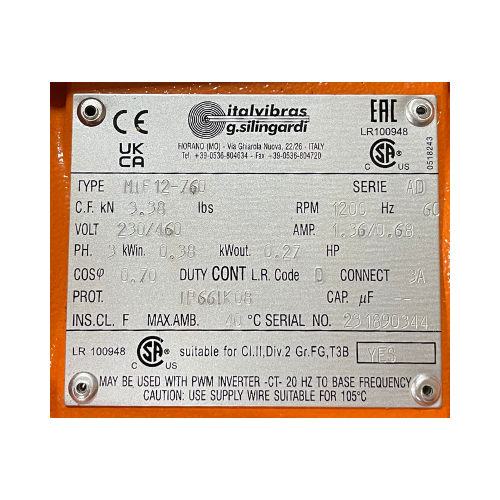 CE
UK
CA
italvibras
g.silingardi
FIORANO (MO) - Via Ghiarola Nuova, 22/26 - ITALY
Tel +39-0536-804634 - Fax +39-0536-804720
EAC
LR100948
SA
C US
0518243
TYPE SERIE AD
C.F. kN 3.38 lbs RPM 1200 Hz 60
VOLT 230/460 AMP. 1.36/0.68
PH. 3 kWin. 0.38 kWout. 0.27 HP
COSφ 0.70 DUTY CONT L.R. Code D CONNECT
PROT. CAP. µF --
INS.CL. F MAX.AMB. 40 °C SERIAL NO.
LR 100948 SA C US suitable for Cl.II,Div.2 Gr.FG,T3B YES
MAY BE USED WITH PWM INVERTER -CT- 20 HZ TO BASE FREQUENCY
CAUTION: USE SUPPLY WIRE SUITABLE FOR 105°C